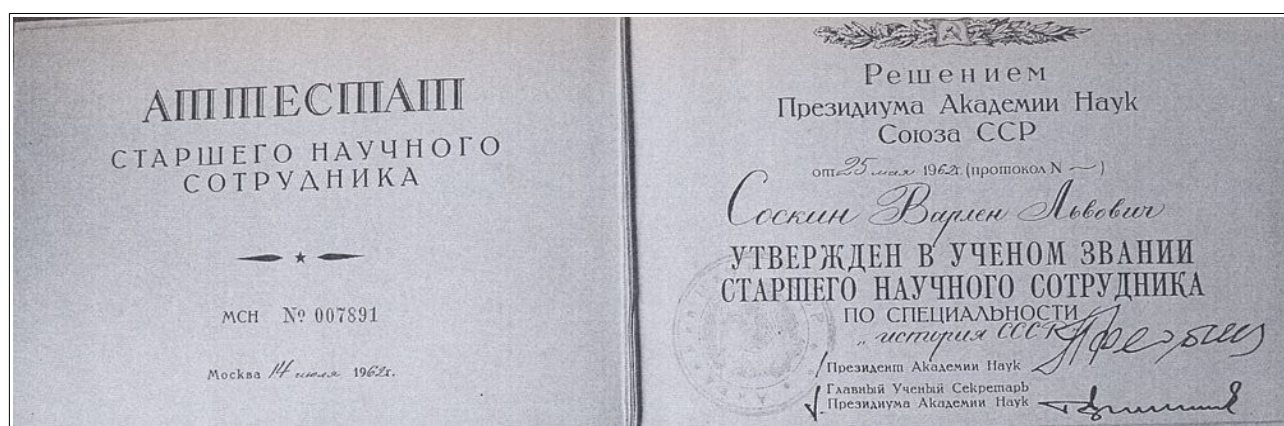 АТТЕСТАТ
СТАРШЕГО НАУЧНОГО
СОТРУДНИКА
МСН № 007891
Москва 14 июля 1962г.
Решением
Президиума Академии Наук
Союза ССР
от 25 мая 1962г. (протокол N —)
Соскин Варлен Львович
УТВЕРЖДЕН В УЧЕНОМ ЗВАНИИ
СТАРШЕГО НАУЧНОГО СОТРУДНИКА
ПО СПЕЦИАЛЬНОСТИ
„история СССР"
Президент Академии Наук
Главный Ученый Секретарь
Президиума Академии Наук